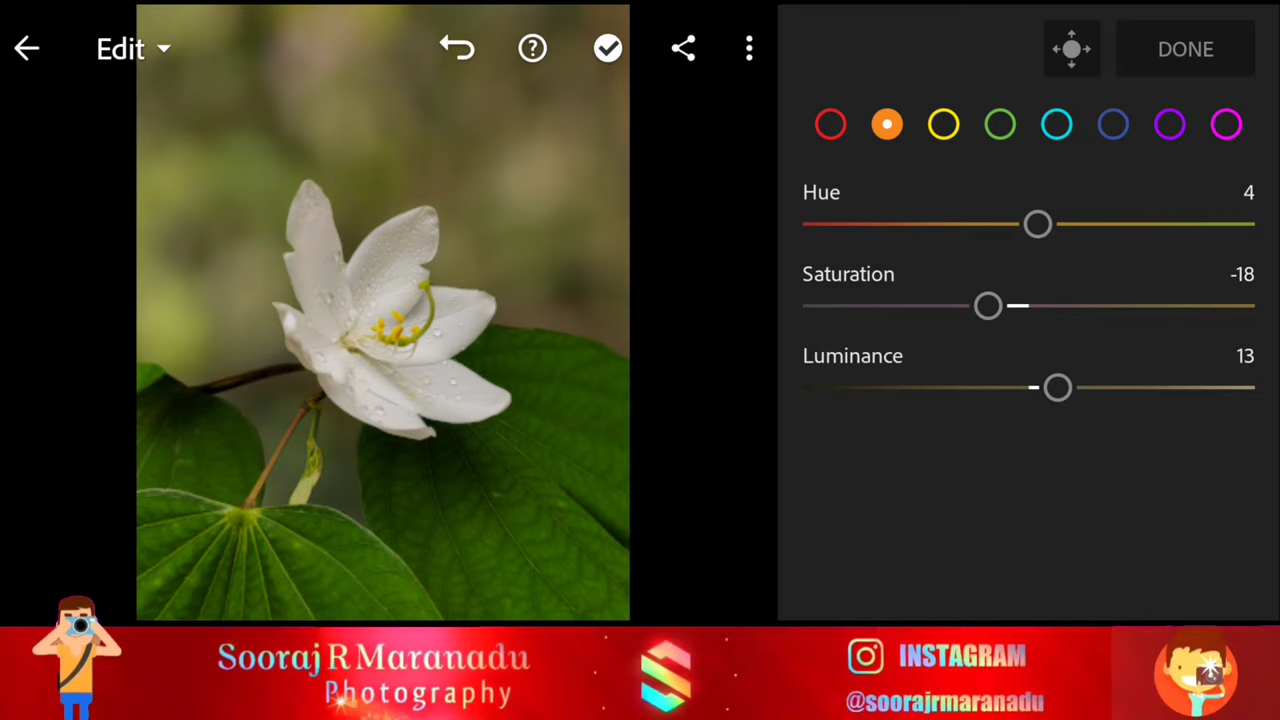 Edit
DONE
Hue 4
Saturation -18
Luminance 13
Sooraj R Maranadu
Photography
INSTAGRAM
@soorajrmaranadu